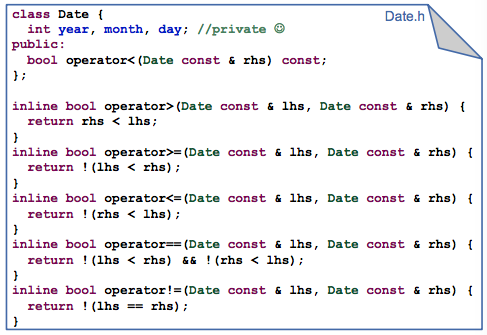 Date.h
class Date {
  int year, month, day; //private ☺
public:
  bool operator<(Date const & rhs) const;
};

inline bool operator>(Date const & lhs, Date const & rhs) {
  return rhs < lhs;
}
inline bool operator>=(Date const & lhs, Date const & rhs) {
  return !(lhs < rhs);
}
inline bool operator<=(Date const & lhs, Date const & rhs) {
  return !(rhs < lhs);
}
inline bool operator==(Date const & lhs, Date const & rhs) {
  return !(lhs < rhs) && !(rhs < lhs);
}
inline bool operator!=(Date const & lhs, Date const & rhs) {
  return !(lhs == rhs);
}